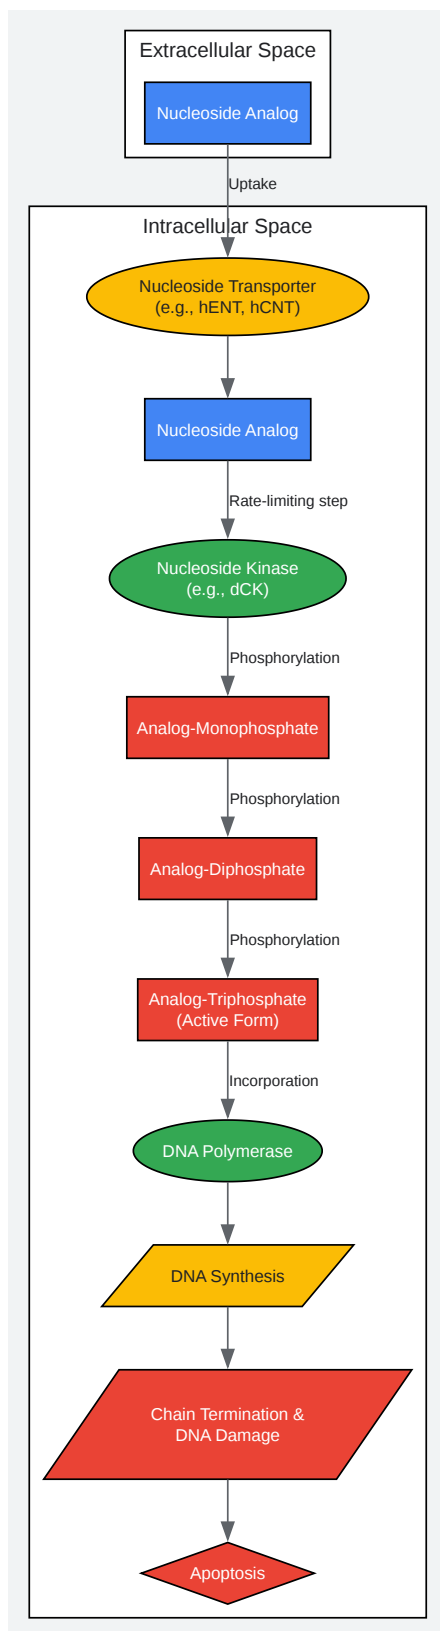 Extracellular Space
Nucleoside Analog
Uptake
Intracellular Space
Nucleoside Transporter
(e.g., hENT, hCNT)
Nucleoside Analog
Rate-limiting step
Nucleoside Kinase
(e.g., dCK)
Phosphorylation
Analog-Monophosphate
Phosphorylation
Analog-Diphosphate
Phosphorylation
Analog-Triphosphate
(Active Form)
Incorporation
DNA Polymerase
DNA Synthesis
Chain Termination &
DNA Damage
Apoptosis